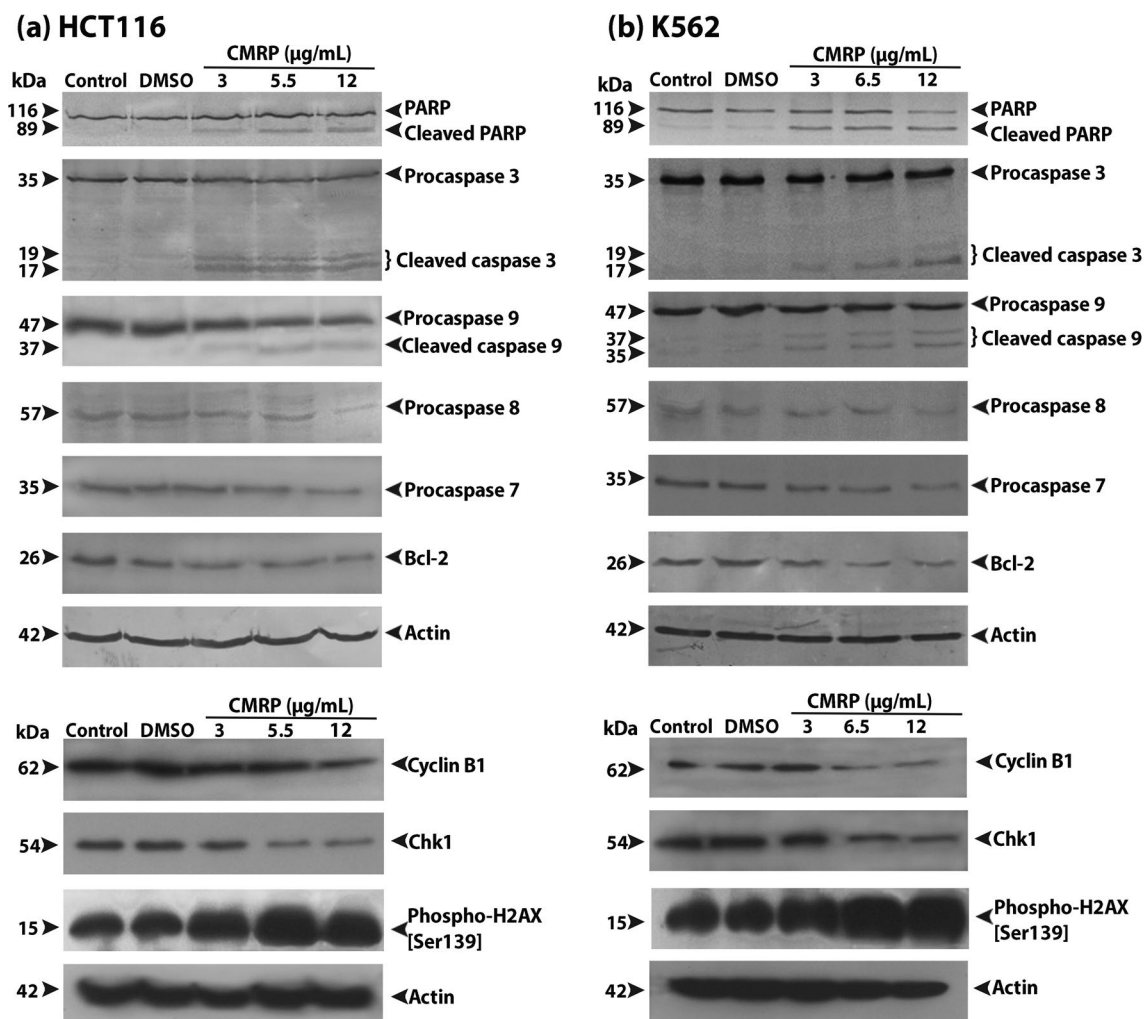 (a) HCT116
CMRP (µg/mL)
kDa Control DMSO 3 5.5 12
116 PARP
89 Cleaved PARP
35 Procaspase 3
19
17 Cleaved caspase 3
47 Procaspase 9
37 Cleaved caspase 9
57 Procaspase 8
35 Procaspase 7
26 Bcl-2
42 Actin
CMRP (µg/mL)
kDa Control DMSO 3 5.5 12
62 Cyclin B1
54 Chk1
15 Phospho-H2AX
[Ser139]
42 Actin
(b) K562
CMRP (µg/mL)
kDa Control DMSO 3 6.5 12
116 PARP
89 Cleaved PARP
35 Procaspase 3
19
17 Cleaved caspase 3
47 Procaspase 9
37
35 Cleaved caspase 9
57 Procaspase 8
35 Procaspase 7
26 Bcl-2
42 Actin
CMRP (µg/mL)
kDa Control DMSO 3 6.5 12
62 Cyclin B1
54 Chk1
15 Phospho-H2AX
[Ser139]
42 Actin